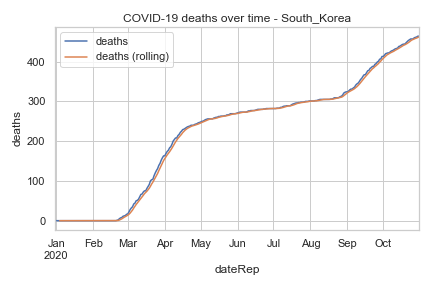 COVID-19 deaths over time - South_Korea
deaths
deaths (rolling)
deaths
400
300
200
100
0
Jan Feb Mar Apr May Jun Jul Aug Sep Oct
2020
dateRep